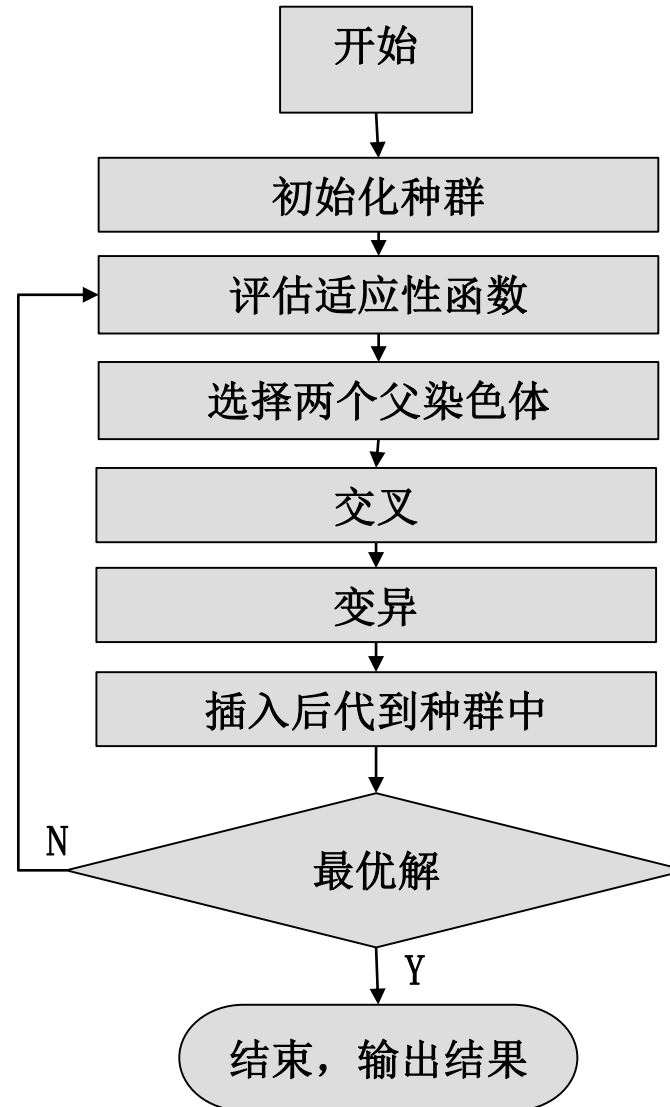 开始
初始化种群
评估适应性函数
选择两个父染色体
交叉
变异
插入后代到种群中
N
最优解
Y
结束，输出结果